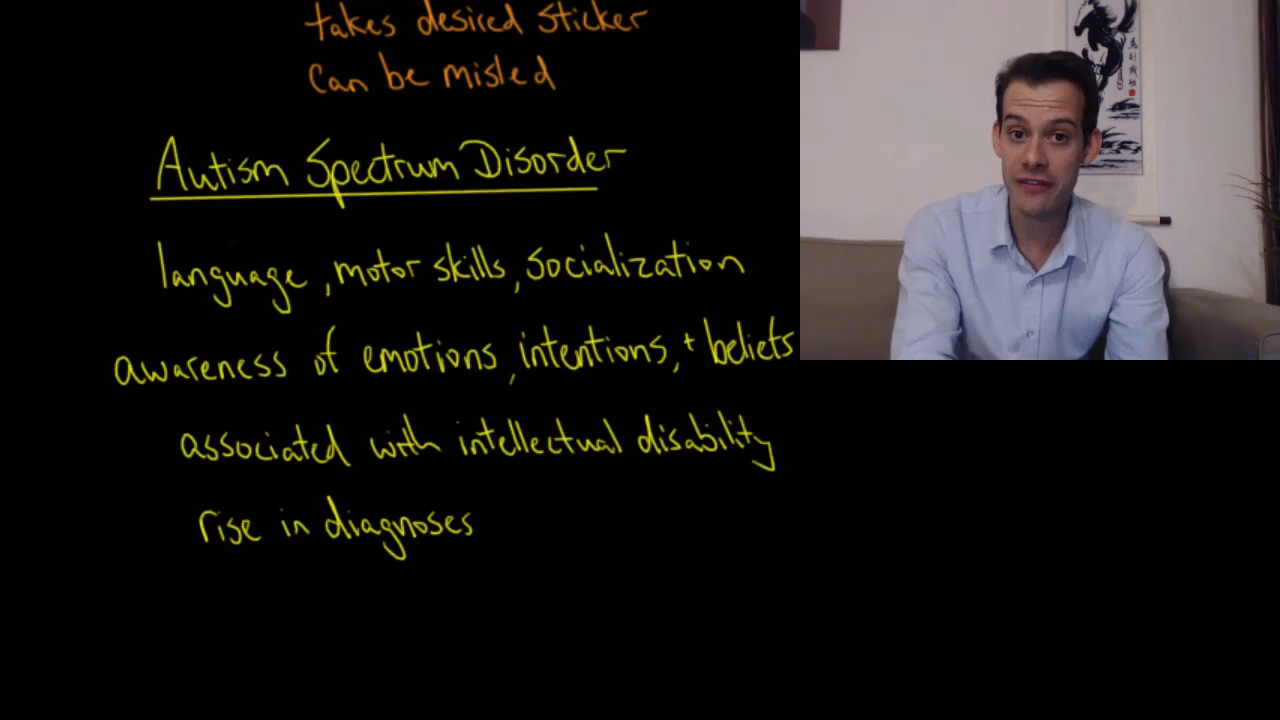 takes desired sticker
can be misled
Autism Spectrum Disorder
language, motor skills, socialization
awareness of emotions, intentions, + beliefs
associated with intellectual disability
rise in diagnoses